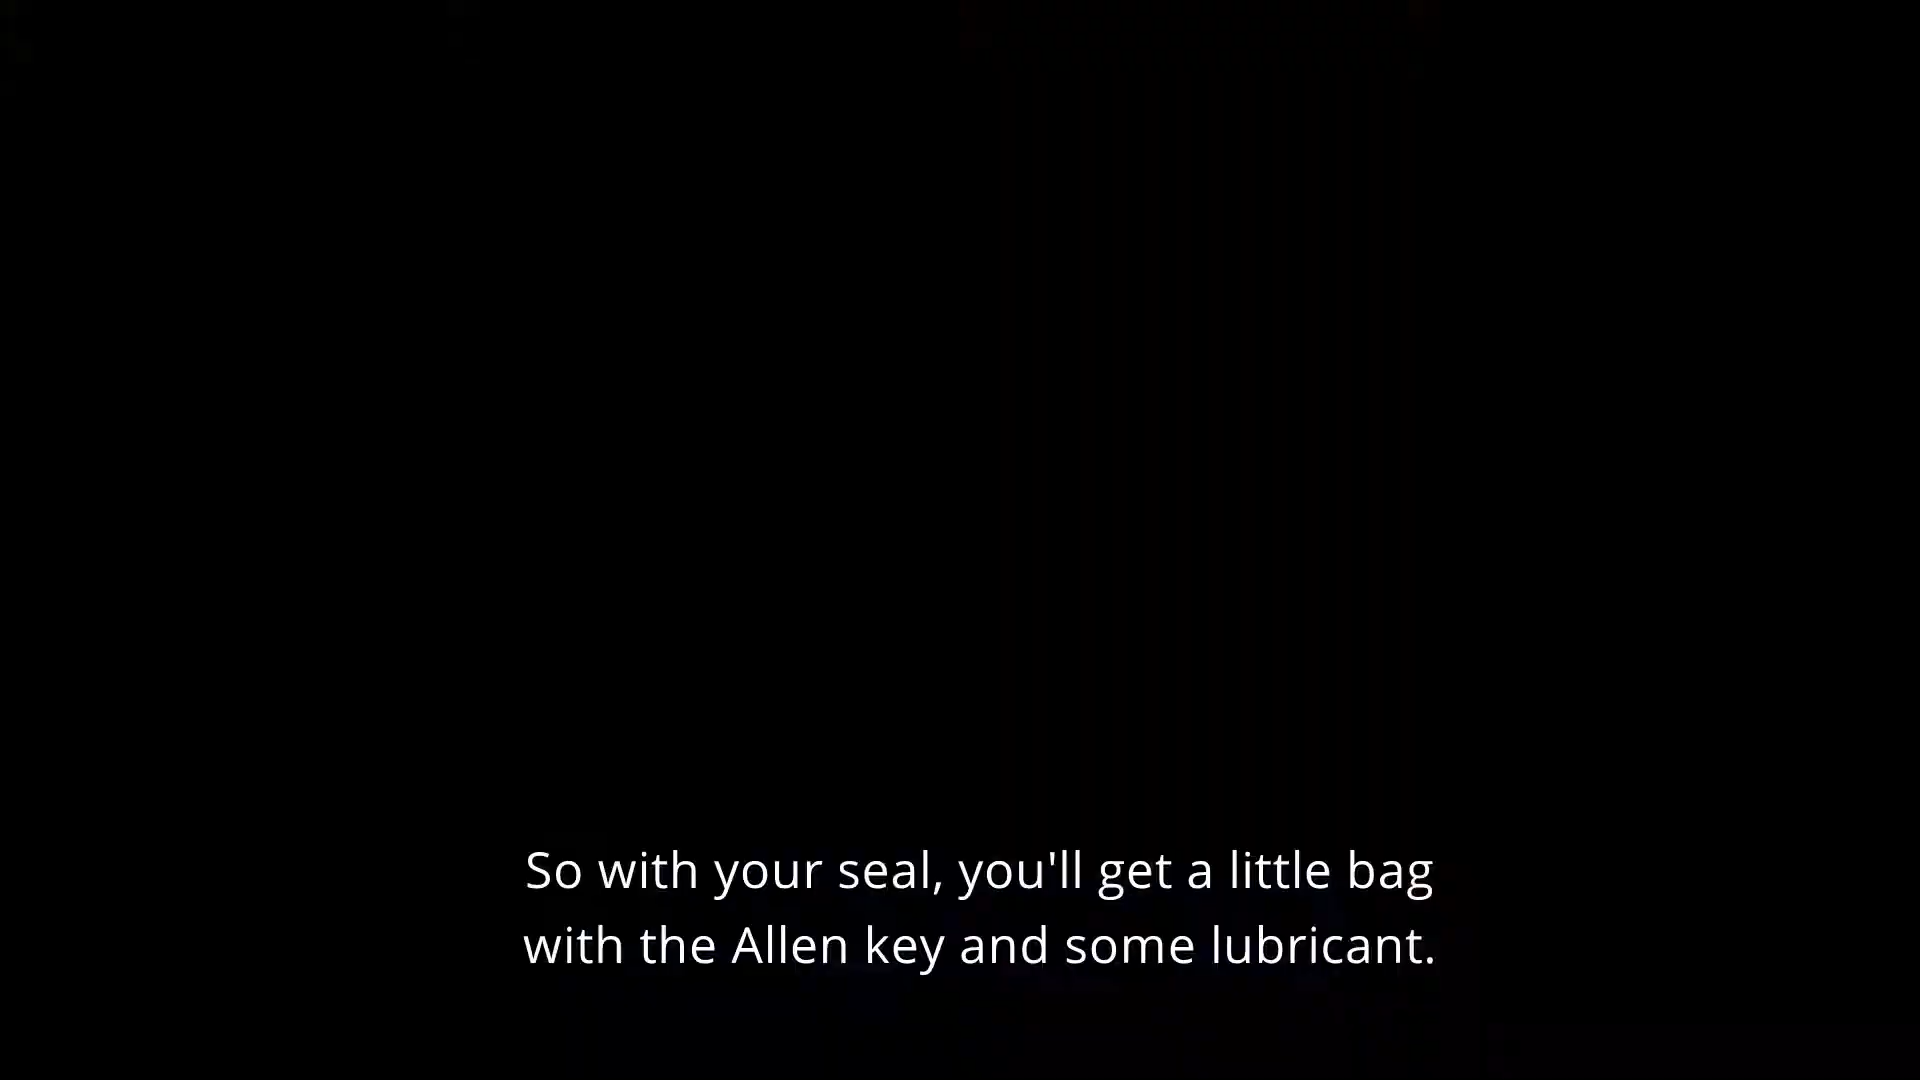 So with your seal, you'll get a little bag
with the Allen key and some lubricant.